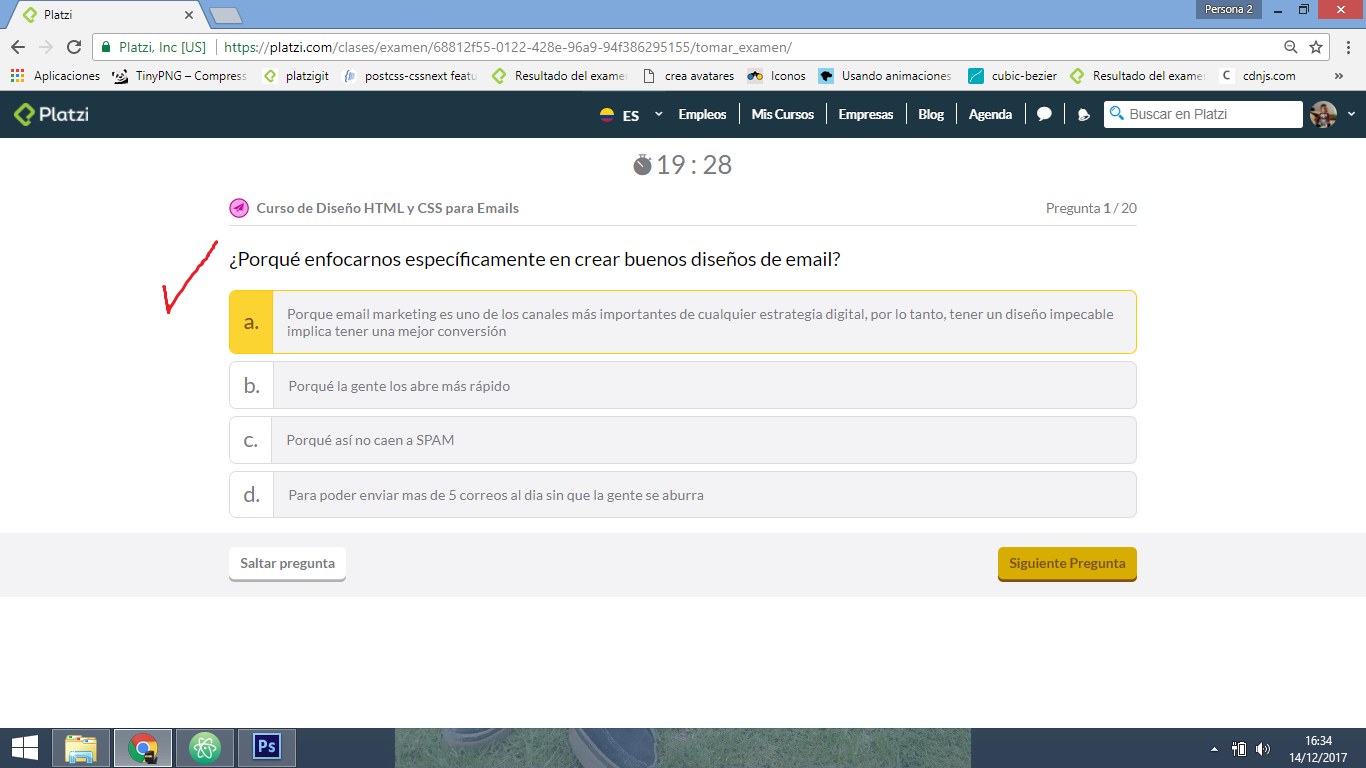 Platzi
Persona 2
Platzi, Inc [US]
https://platzi.com/clases/examen/68812f55-0122-428e-96a9-94f386295155/tomar_examen/
Aplicaciones
TinyPNG – Compress
platzigit
postcss-cssnext featu
Resultado del exame
crea avatares
Iconos
Usando animaciones
cubic-bezier
Resultado del exame
C cdnjs.com
»
Platzi
ES
Empleos
Mis Cursos
Empresas
Blog
Agenda
Buscar en Platzi
19 : 28
Curso de Diseño HTML y CSS para Emails
Pregunta 1 / 20
¿Porqué enfocarnos específicamente en crear buenos diseños de email?
a.
Porque email marketing es uno de los canales más importantes de cualquier estrategia digital, por lo tanto, tener un diseño impecable
implica tener una mejor conversión
b.
Porqué la gente los abre más rápido
c.
Porqué así no caen a SPAM
d.
Para poder enviar mas de 5 correos al dia sin que la gente se aburra
Saltar pregunta
Siguiente Pregunta
Ps
16:34
14/12/2017